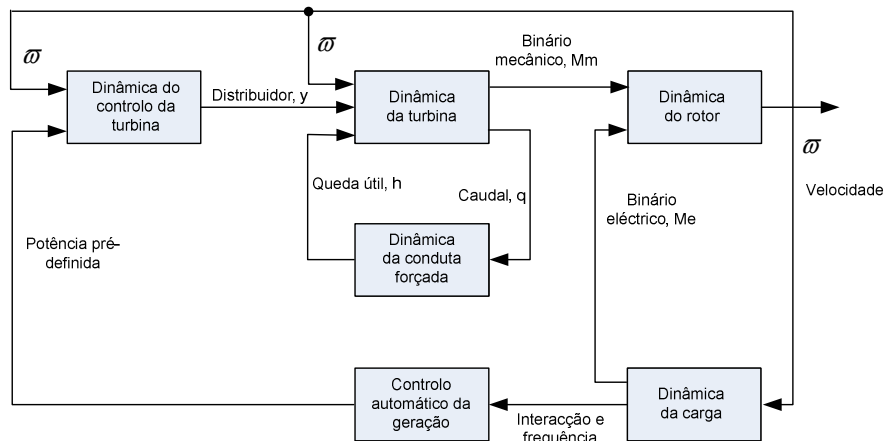 ϖ
ϖ
Binário
mecânico, Mm
Dinâmica do
controlo da
turbina
Distribuidor, y
Dinâmica
da turbina
Dinâmica
do rotor
ϖ
Velocidade
Queda útil, h
Caudal, q
Binário
eléctrico, Me
Potência pré-
definida
Dinâmica
da conduta
forçada
Controlo
automático da
geração
Interacção e
frequência
Dinâmica
da carga